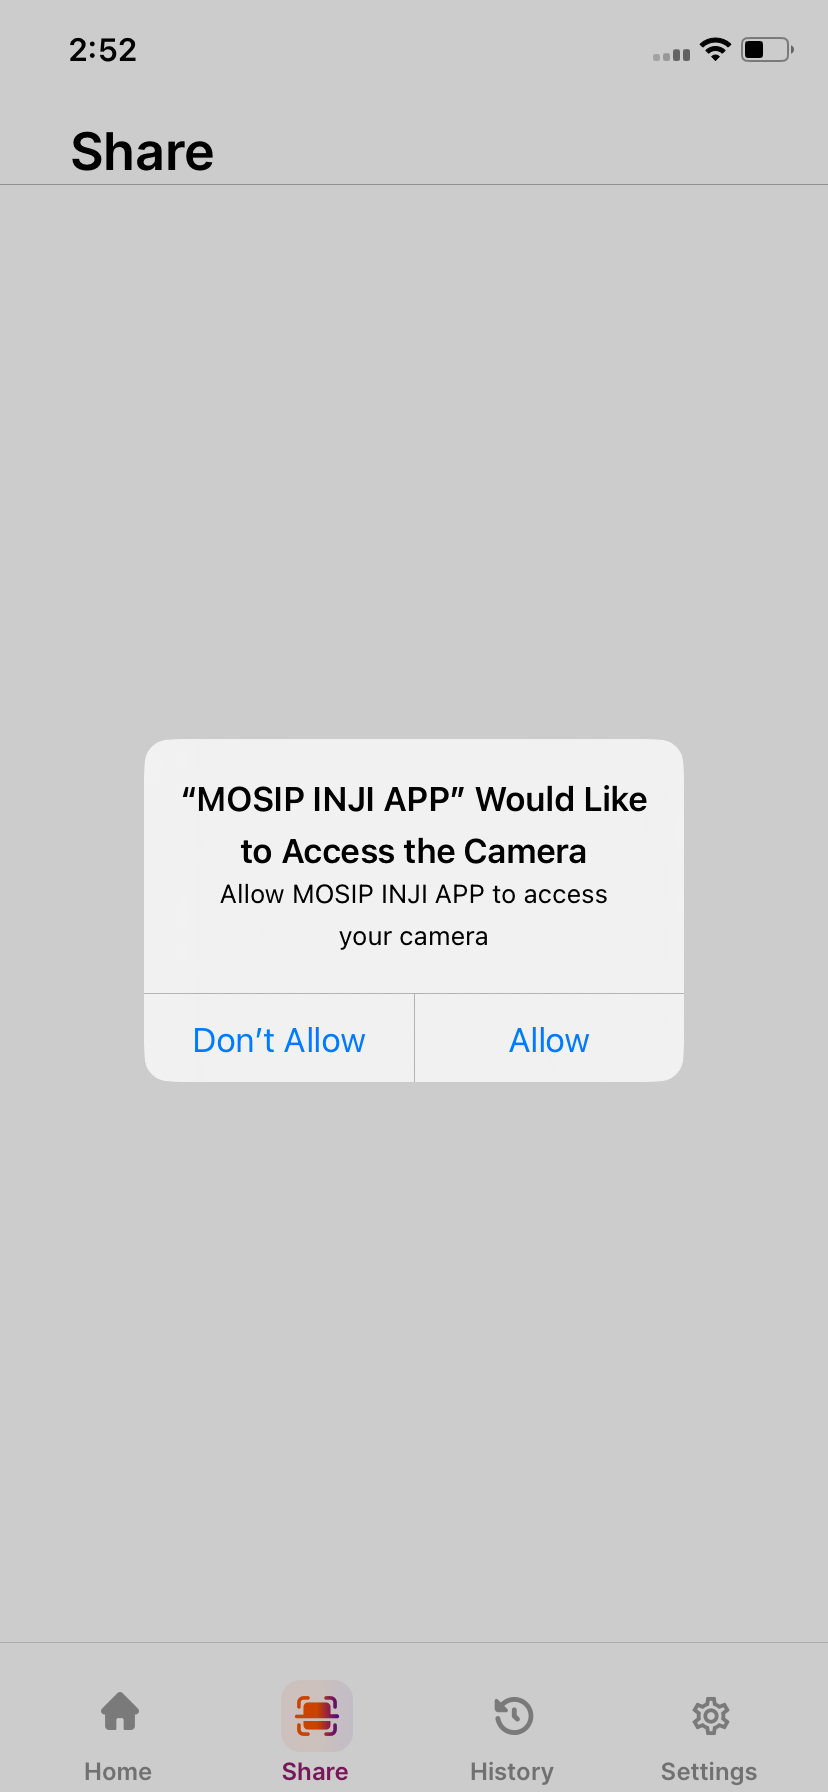 2:52
Share
“MOSIP INJI APP” Would Like
to Access the Camera
Allow MOSIP INJI APP to access
your camera
Don’t Allow
Allow
Home
Share
History
Settings